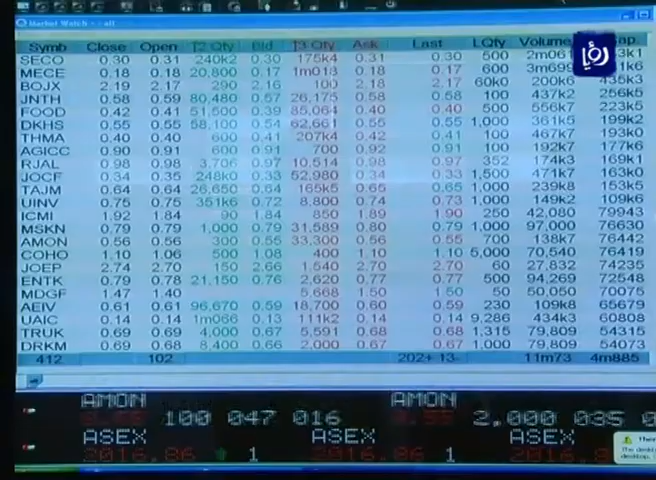 Market Watch
Symb Close Open T2 Qty Bid T3 Qty Ask Last LQty Volume
رؤيا
SECO 0.30 0.31 240k2 0.30 175k4 0.31 0.30 500
MECE 0.18 0.18 20,800 0.17 1m018 0.18 0.17 600
BOJX 2.19 2.17 290 2.16 100 2.18 2.17 60k0 200k6 435k3
JNTH 0.58 0.59 80,480 0.57 26,175 0.58 0.58 100 437k2 256k5
FOOD 0.42 0.41 51,500 0.39 85,064 0.40 0.40 500 556k7 223k5
DKHS 0.55 0.55 58,100 0.54 62,661 0.55 0.55 1,000 361k5 199k2
THMA 0.40 0.40 600 0.41 207k4 0.42 0.41 100 467k7 193k0
AGICC 0.90 0.91 600 0.91 700 0.92 0.91 100 192k7 177k6
RJAL 0.98 0.98 3,706 0.97 10,514 0.98 0.97 352 174k3 169k1
JOCF 0.34 0.35 248k0 0.33 52,980 0.34 0.33 1,500 471k7 163k0
TAJM 0.64 0.64 26,650 0.64 165k5 0.65 0.65 1,000 239k8 153k5
UINV 0.75 0.75 351k6 0.72 8,800 0.74 0.73 1,000 149k2 109k6
ICMI 1.92 1.84 90 1.84 850 1.89 1.90 250 42,080 79943
MSKN 0.79 0.79 1,000 0.79 31,589 0.80 0.79 1,000 97,000 76630
AMON 0.56 0.56 300 0.55 33,300 0.56 0.55 700 138k7 76442
COHO 1.10 1.06 500 1.08 400 1.10 1.10 5,000 70,540 76419
JOEP 2.74 2.70 150 2.66 1,540 2.70 2.70 60 27,832 74235
ENTK 0.79 0.78 21,150 0.76 2,620 0.77 0.77 500 94,269 72548
MDGF 1.47 1.40 5,668 1.50 1.50 50 50,050 70075
AEIV 0.61 0.61 96,670 0.59 18,700 0.60 0.59 230 109k8 65679
UAIC 0.14 0.14 1m066 0.13 111k2 0.14 0.14 9,286 434k3 60808
TRUK 0.69 0.69 4,000 0.67 5,591 0.68 0.68 1,315 79,809 54315
DRKM 0.69 0.68 8,400 0.66 2,000 0.67 0.67 1,000 79,809 54092
412 102 202+ 13- 11m73 4m885
AMON AMON
0.55 100 047 016 0.55 2,000 035
ASEX ASEX ASEX
2016.86 1 2016.86 1